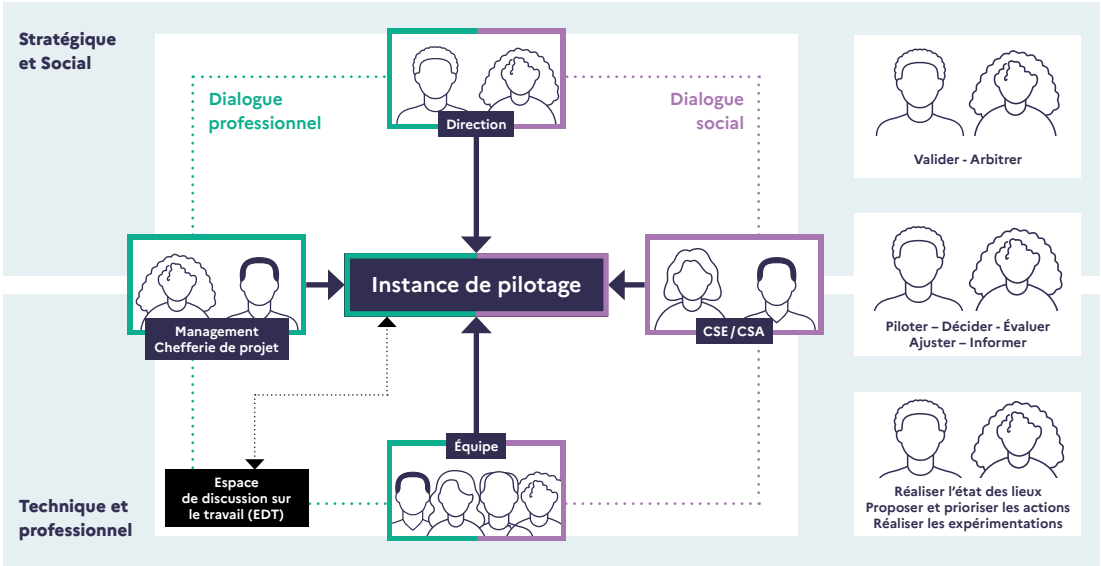 Stratégique
et Social
Dialogue
professionnel
Direction
Dialogue
social
Management
Chefferie de projet
Instance de pilotage
CSE/CSA
Équipe
Espace
de discussion sur
le travail (EDT)
Technique et
professionnel
Valider - Arbitrer
Piloter – Décider - Évaluer
Ajuster – Informer
Réaliser l’état des lieux
Proposer et prioriser les actions
Réaliser les expérimentations